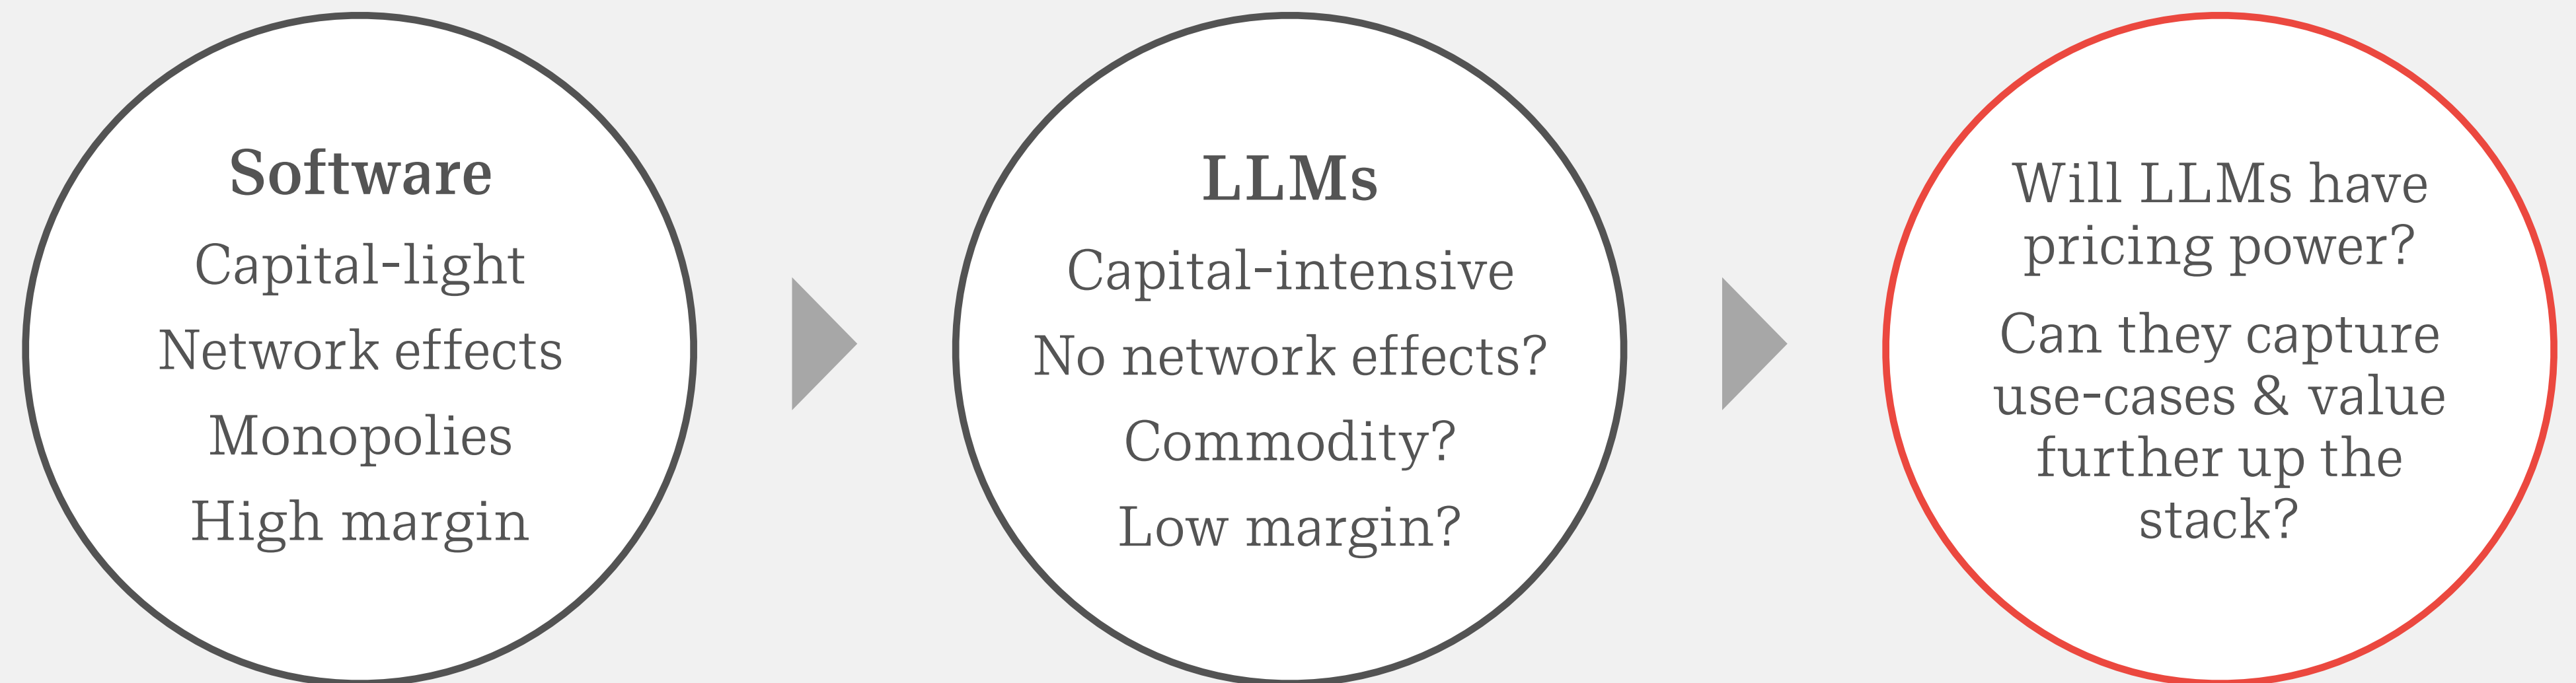 Software
Capital-light
Network effects
Monopolies
High margin
LLMs
Capital-intensive
No network effects?
Commodity?
Low margin?
Will LLMs have
pricing power?
Can they capture
use-cases & value
further up the
stack?